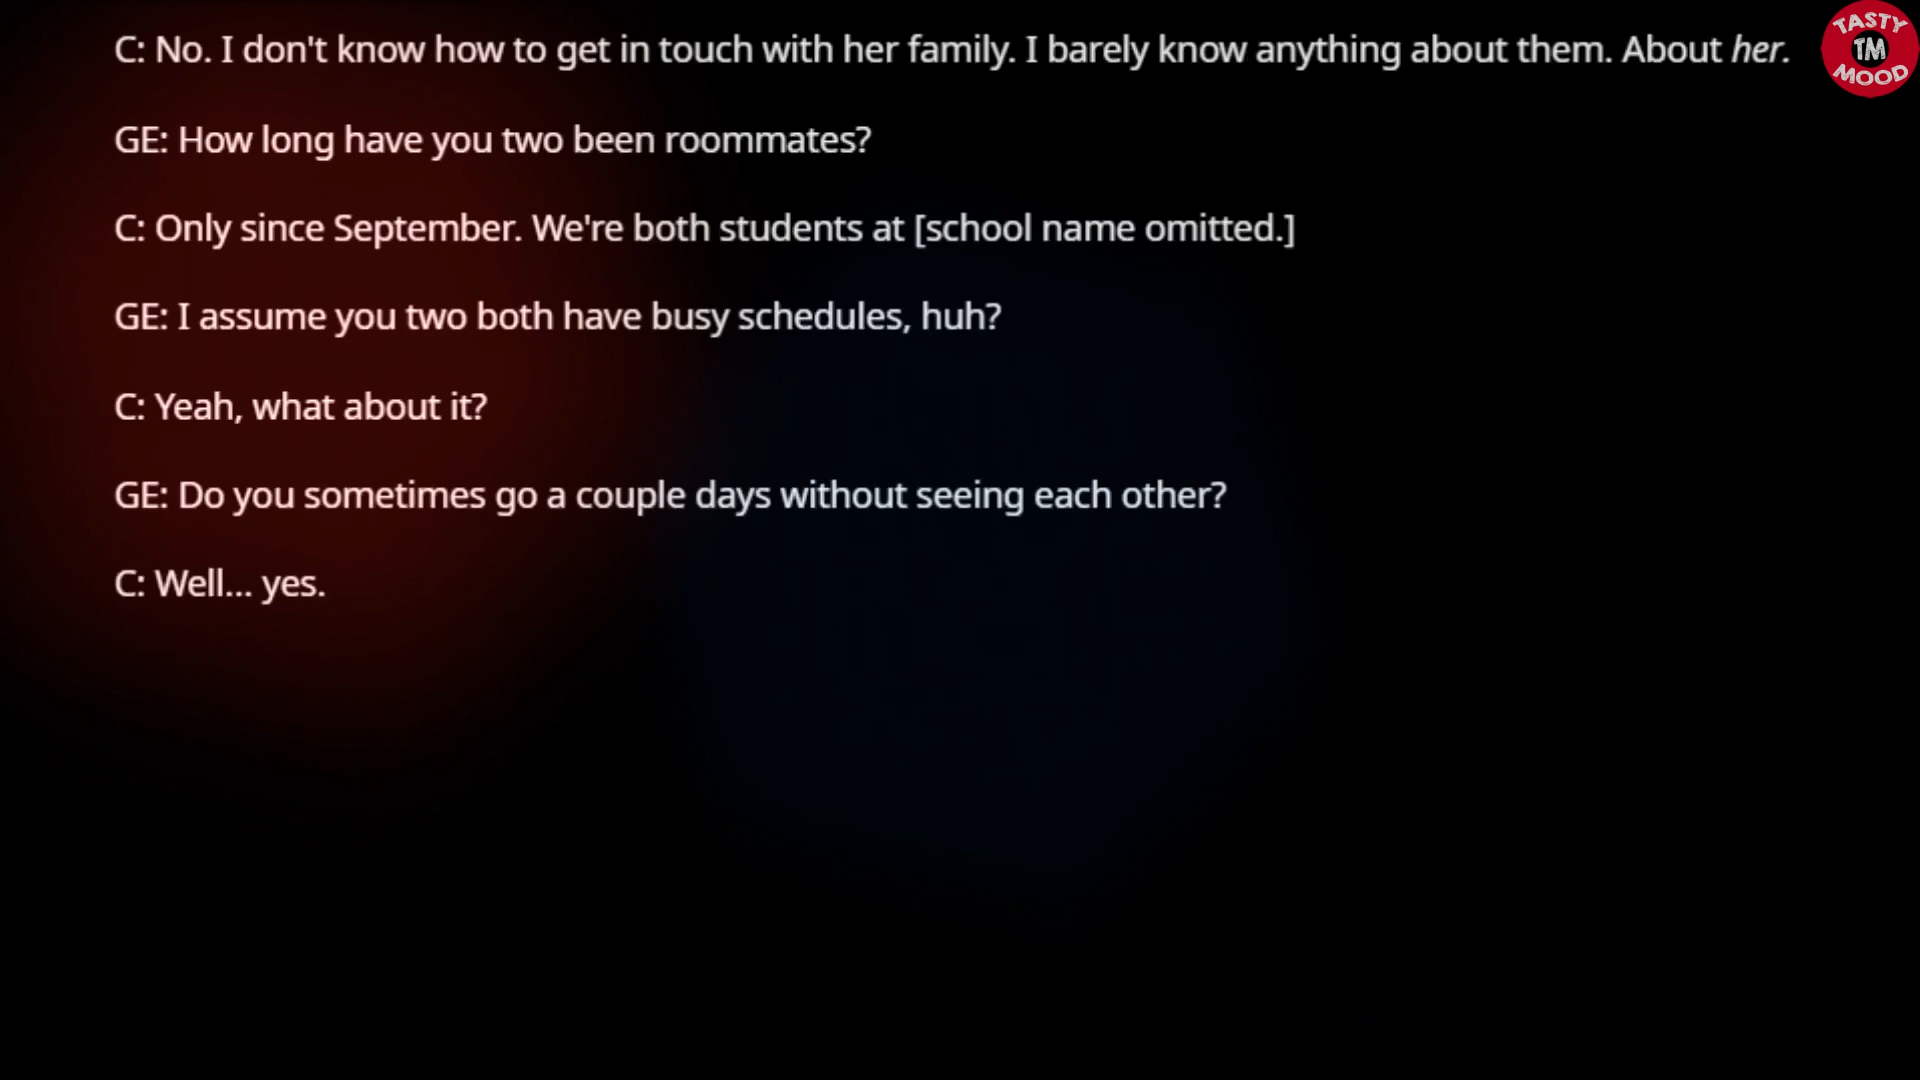 C: No. I don't know how to get in touch with her family. I barely know anything about them. About her.
TASTY
TM
MOOD
GE: How long have you two been roommates?
C: Only since September. We're both students at [school name omitted.]
GE: I assume you two both have busy schedules, huh?
C: Yeah, what about it?
GE: Do you sometimes go a couple days without seeing each other?
C: Well... yes.